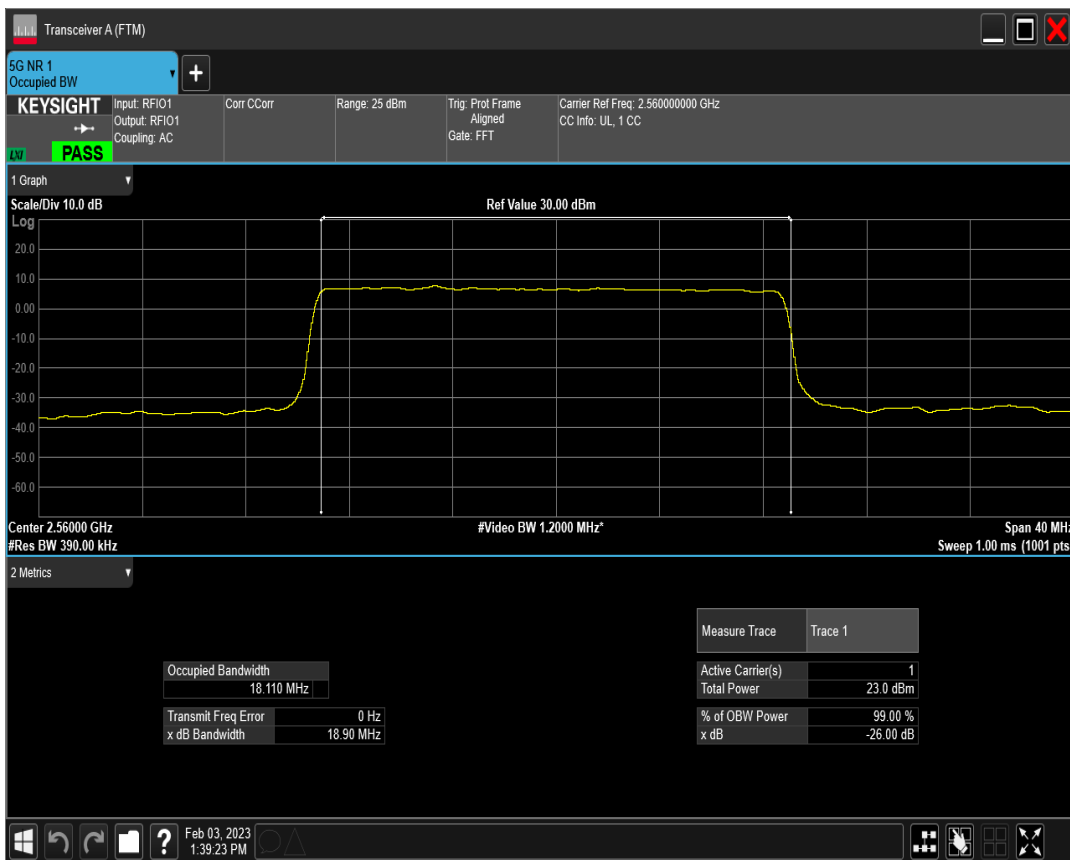 Transceiver A (FTM)
5G NR 1
Occupied BW
+
KEYSIGHT
LXI
PASS
Input: RFIO1
Output: RFIO1
Coupling: AC
Corr CCorr
Range: 25 dBm
Trig: Prot Frame
Aligned
Gate: FFT
Carrier Ref Freq: 2.560000000 GHz
CC Info: UL, 1 CC
1 Graph
Scale/Div 10.0 dB
Ref Value 30.00 dBm
Log
20.0
10.0
0.00
-10.0
-20.0
-30.0
-40.0
-50.0
-60.0
Center 2.56000 GHz
#Video BW 1.2000 MHz*
Span 40 MHz
#Res BW 390.00 kHz
Sweep 1.00 ms (1001 pts
2 Metrics
Measure Trace Trace 1
Occupied Bandwidth
18.110 MHz
Active Carrier(s) 1
Total Power 23.0 dBm
Transmit Freq Error 0 Hz
x dB Bandwidth 18.90 MHz
% of OBW Power 99.00 %
x dB -26.00 dB
?
Feb 03, 2023
1:39:23 PM